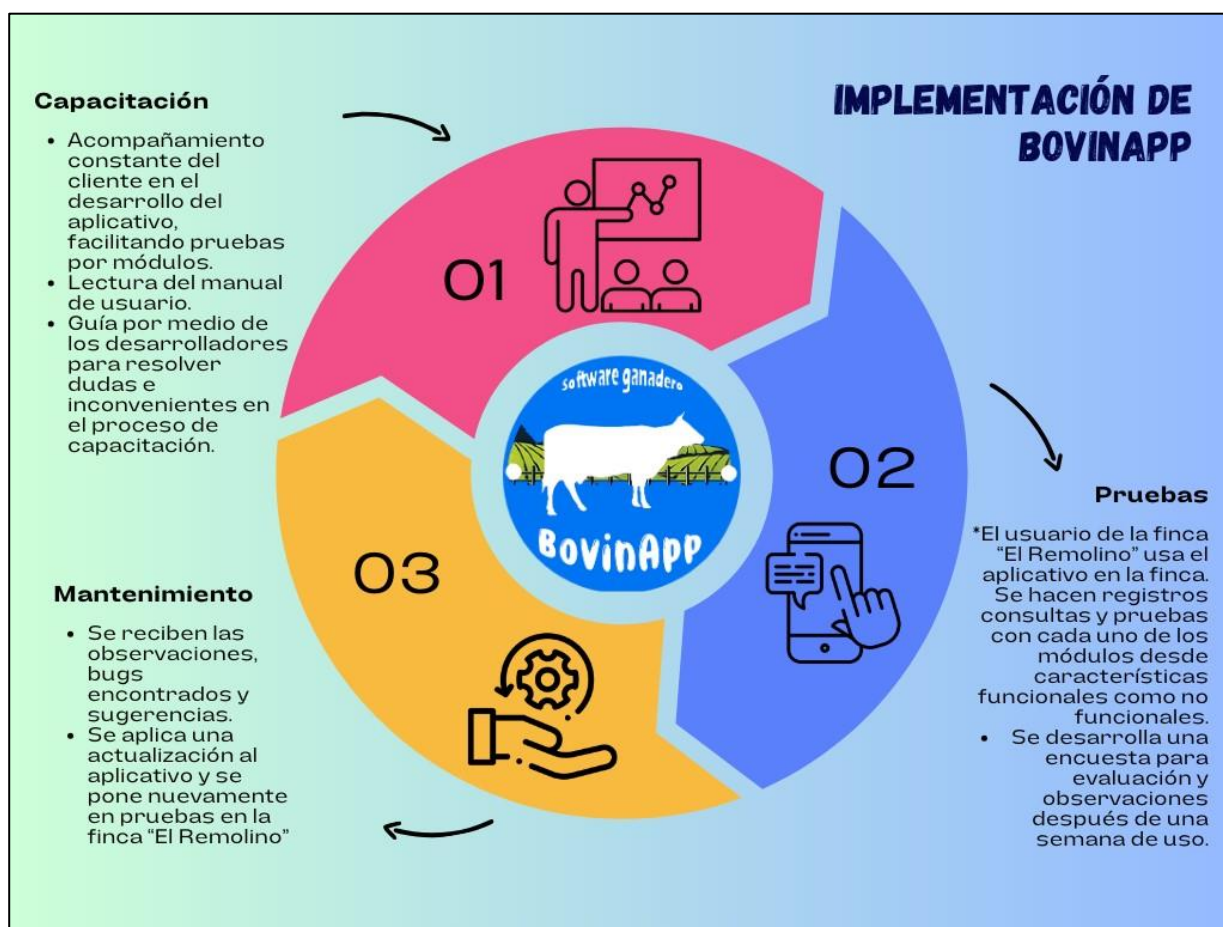 IMPLEMENTACIÓN DE
BOVINAPP
Capacitación
• Acompañamiento
constante del
cliente en el
desarrollo del
aplicativo,
facilitando pruebas
por módulos.
• Lectura del manual
de usuario.
• Guía por medio de
los desarrolladores
para resolver
dudas e
inconvenientes en
el proceso de
capacitación.
01
software ganadero
BovinApp
02
Pruebas
*El usuario de la finca
“El Remolino” usa el
aplicativo en la finca.
Se hacen registros
consultas y pruebas
con cada uno de los
módulos desde
características
funcionales como no
funcionales.
• Se desarrolla una
encuesta para
evaluación y
observaciones
después de una
semana de uso.
03
Mantenimiento
• Se reciben las
observaciones,
bugs
encontrados y
sugerencias.
• Se aplica una
actualización al
aplicativo y se
pone nuevamente
en pruebas en la
finca “El Remolino”